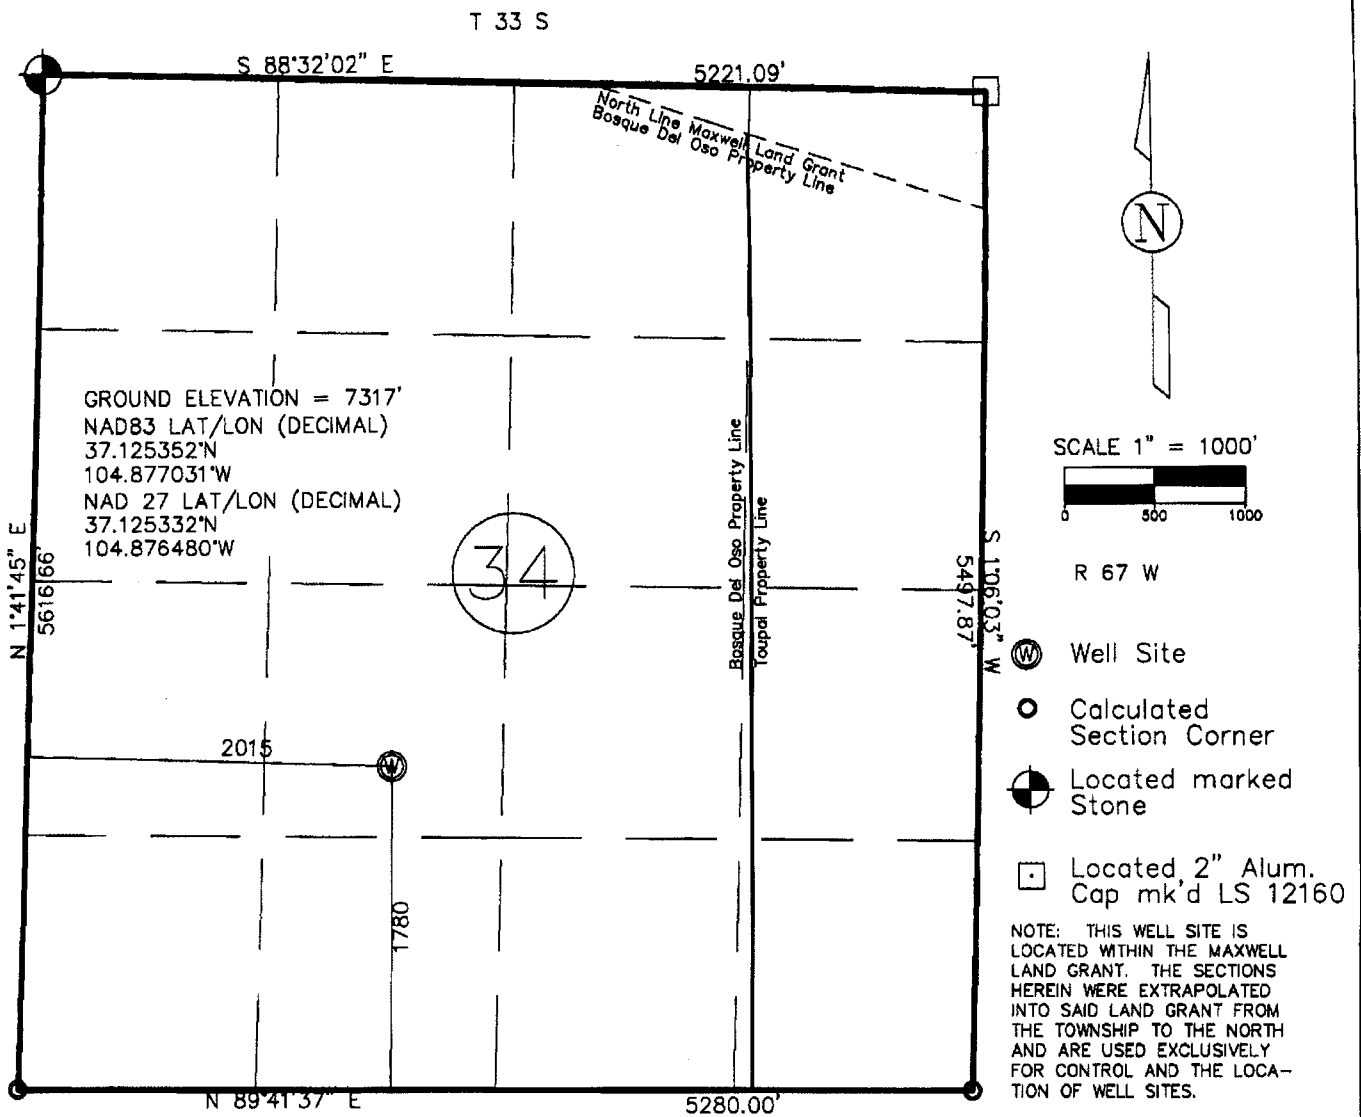 T 33 S
S 88°32'02" E
5221.09'
North Line Maxwell Land Grant
Bosque Del Oso Property Line
N
GROUND ELEVATION = 7317'
NAD83 LAT/LON (DECIMAL)
37.125352°N
104.877031°W
NAD 27 LAT/LON (DECIMAL)
37.125332°N
104.876480°W
SCALE 1" = 1000'
0 500 1000
R 67 W
N 1°41'45" E
5616.66'
34
Bosque Del Oso Property Line
Toupal Property Line
S 1°06'03" W
5497.87'
W Well Site
Calculated
Section Corner
Located marked
Stone
Located 2" Alum.
Cap mk'd LS 12160
2015
W
1780
NOTE: THIS WELL SITE IS
LOCATED WITHIN THE MAXWELL
LAND GRANT. THE SECTIONS
HEREIN WERE EXTRAPOLATED
INTO SAID LAND GRANT FROM
THE TOWNSHIP TO THE NORTH
AND ARE USED EXCLUSIVELY
FOR CONTROL AND THE LOCA-
TION OF WELL SITES.
N 89°41'37" E
5280.00'